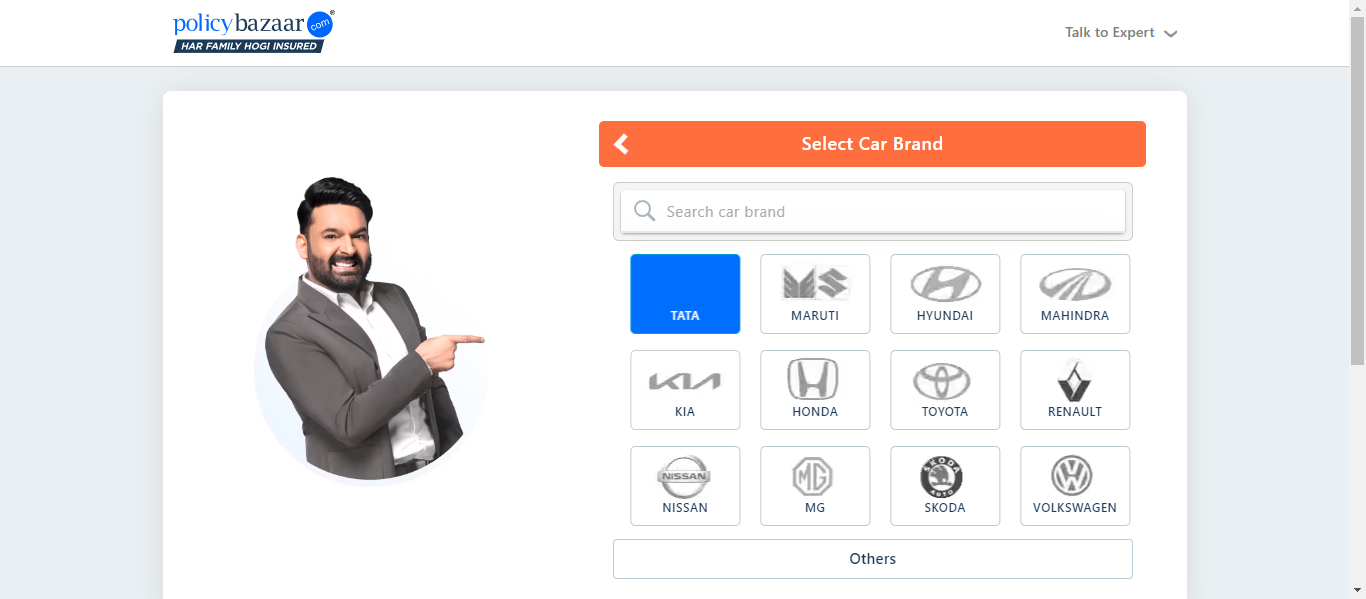 policybazaar.com®
HAR FAMILY HOGI INSURED
Talk to Expert
Select Car Brand
Search car brand
TATA
MARUTI
HYUNDAI
MAHINDRA
KIA
KIA
HONDA
TOYOTA
RENAULT
NISSAN
NISSAN
MG
MG
SKODA
AUTO
SKODA
VOLKSWAGEN
Others